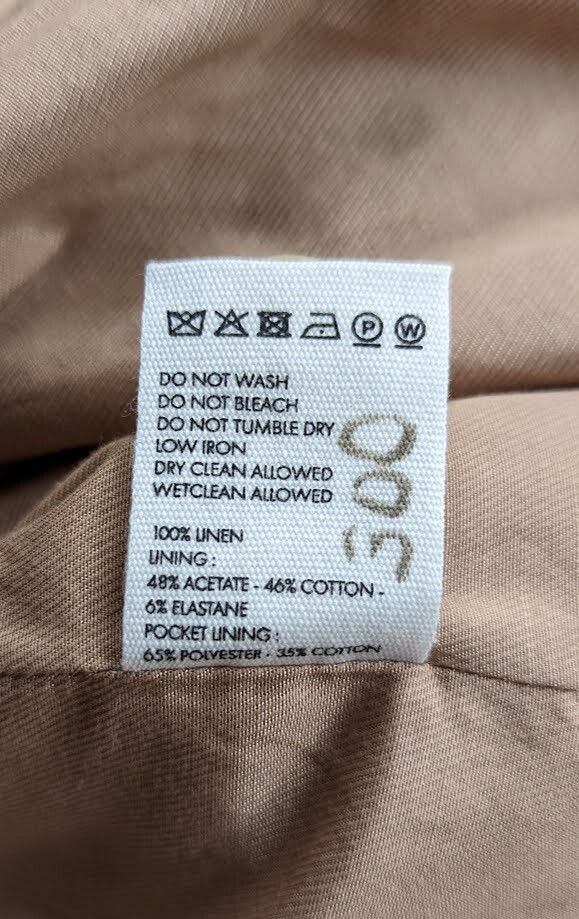 P W
DO NOT WASH
DO NOT BLEACH
DO NOT TUMBLE DRY
LOW IRON
DRY CLEAN ALLOWED
WETCLEAN ALLOWED
100% LINEN
LINING :
48% ACETATE - 46% COTTON -
6% ELASTANE
POCKET LINING :
65% POLYESTER - 35% COTTON